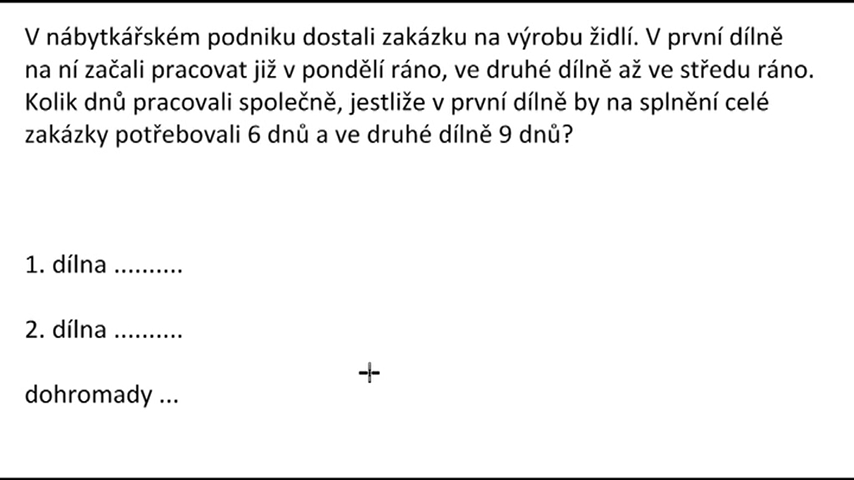 V nábytkářském podniku dostali zakázku na výrobu židlí. V první dílně
na ní začali pracovat již v pondělí ráno, ve druhé dílně až ve středu ráno.
Kolik dnů pracovali společně, jestliže v první dílně by na splnění celé
zakázky potřebovali 6 dnů a ve druhé dílně 9 dnů?
1. dílna ..........
2. dílna ..........
dohromady ...